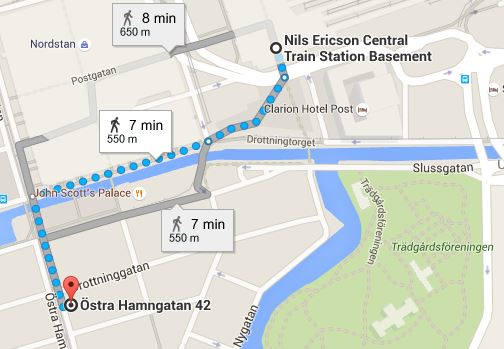 8 min
650 m
Nordstan
Nils Ericson Central
Train Station Basement
Postgatan
7 min
550 m
Clarion Hotel Post
Drottningtorget
Slussgatan
John Scott's Palace
Trädgårdsföreningen
7 min
550 m
Trädgårdsföreningen
Drottninggatan
Östra Hamngatan 42
Östra Ham
Nygatan